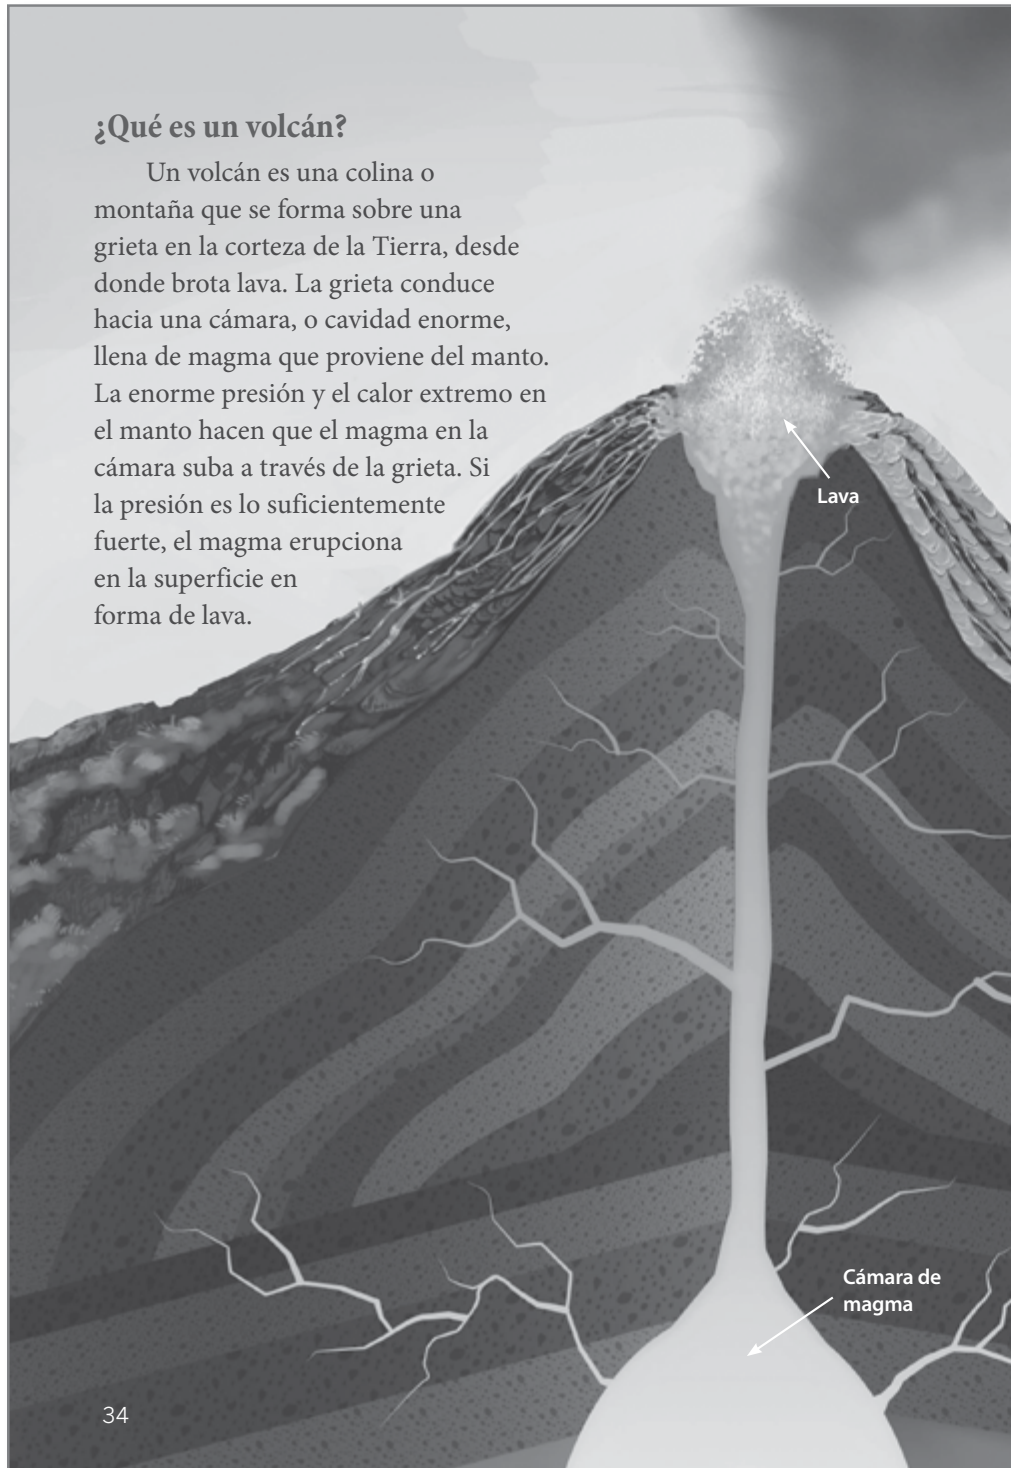 ¿Qué es un volcán?
Un volcán es una colina o
montaña que se forma sobre una
grieta en la corteza de la Tierra, desde
donde brota lava. La grieta conduce
hacia una cámara, o cavidad enorme,
llena de magma que proviene del manto.
La enorme presión y el calor extremo en
el manto hacen que el magma en la
cámara suba a través de la grieta. Si
la presión es lo suficientemente
fuerte, el magma erupciona
en la superficie en
forma de lava.
Lava
Cámara de
magma
34